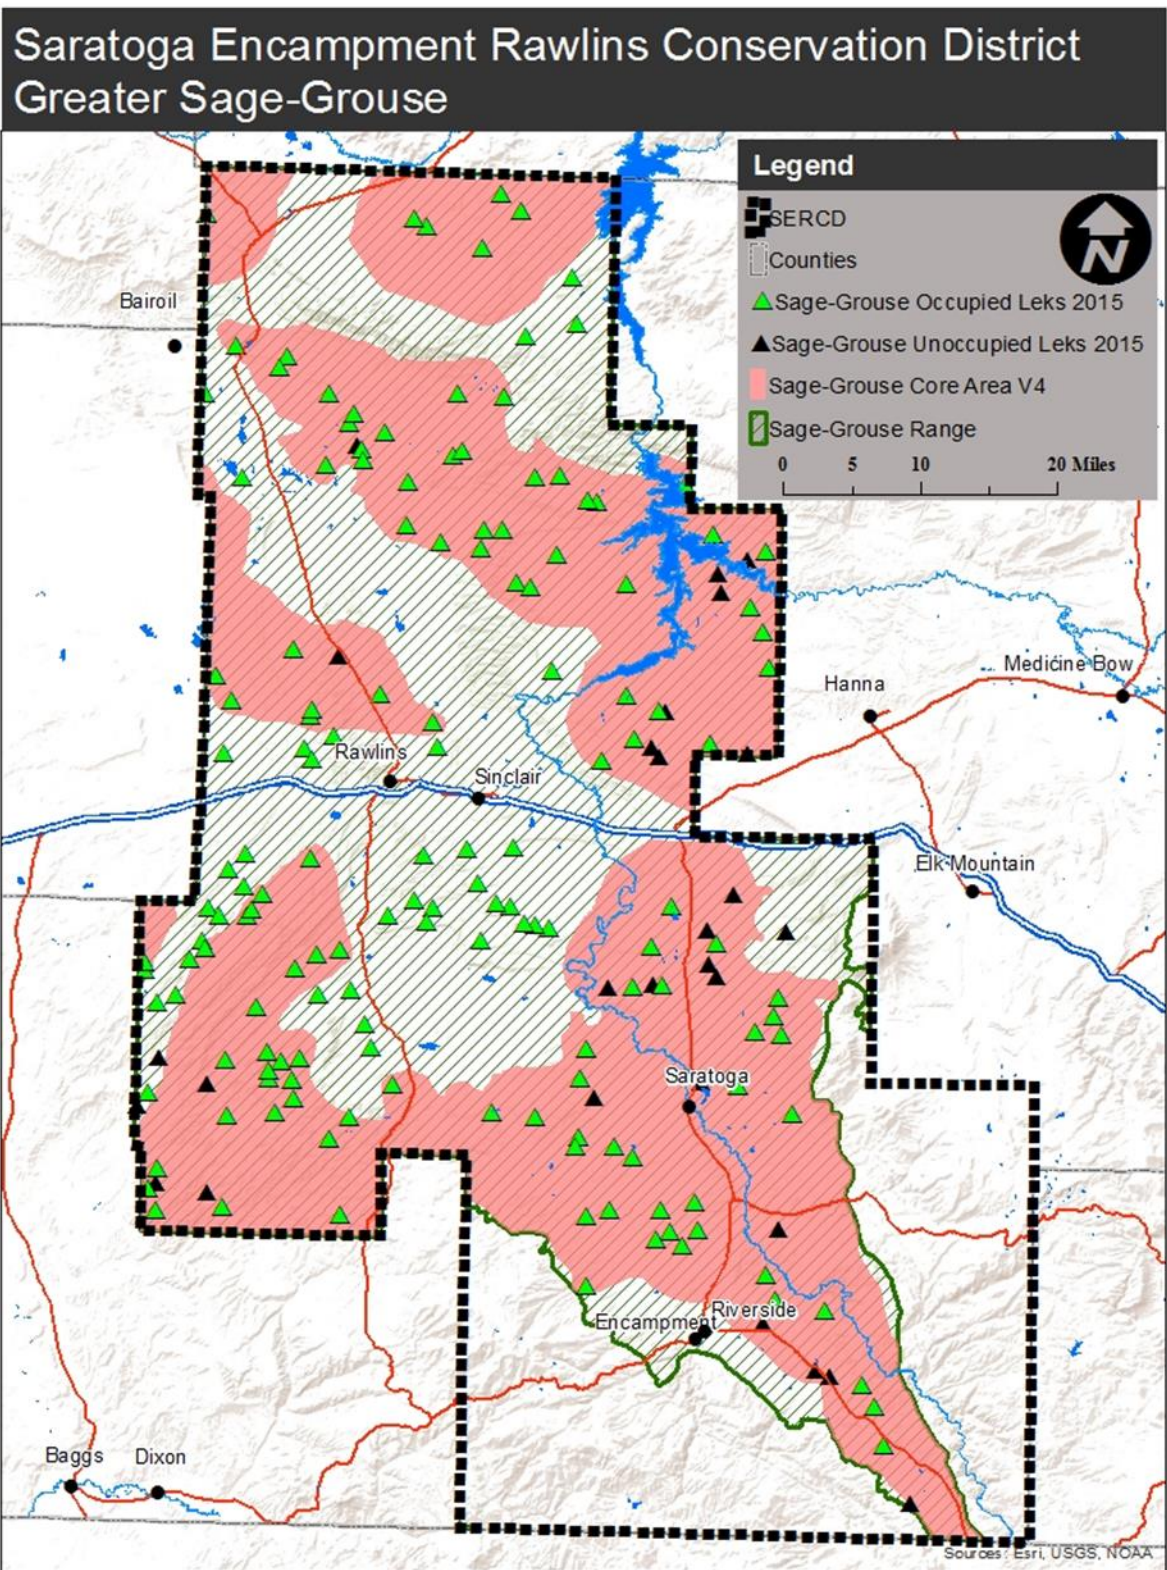 Saratoga Encampment Rawlins Conservation District
Greater Sage-Grouse
Legend
SERCD
N
Counties
Sage-Grouse Occupied Leks 2015
Sage-Grouse Unoccupied Leks 2015
Sage-Grouse Core Area V4
Sage-Grouse Range
0 5 10 20 Miles
Bairoil
Medicine Bow
Hanna
Rawlins
Sinclair
Elk Mountain
Saratoga
Riverside
Encampment
Baggs Dixon
Sources: Esri, USGS, NOAA